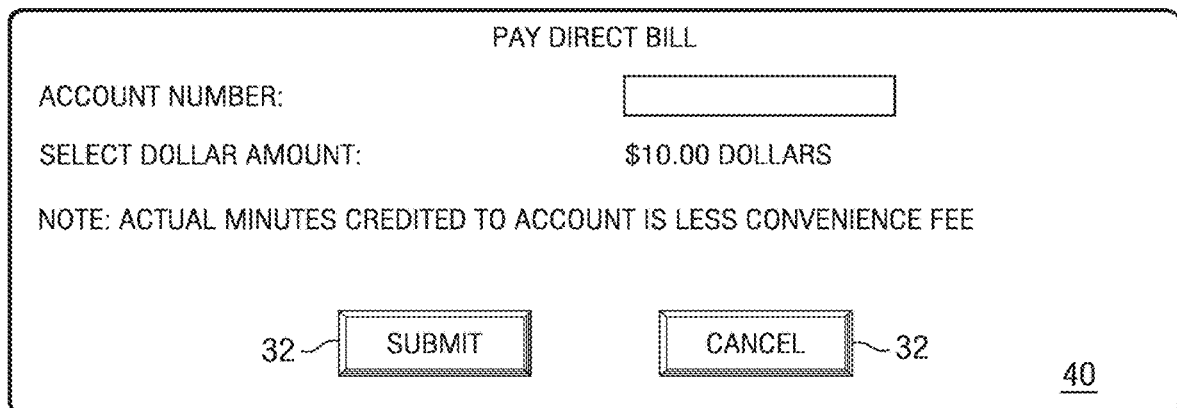 PAY DIRECT BILL
ACCOUNT NUMBER:
SELECT DOLLAR AMOUNT: $10.00 DOLLARS
NOTE: ACTUAL MINUTES CREDITED TO ACCOUNT IS LESS CONVENIENCE FEE
32 SUBMIT CANCEL 32
40